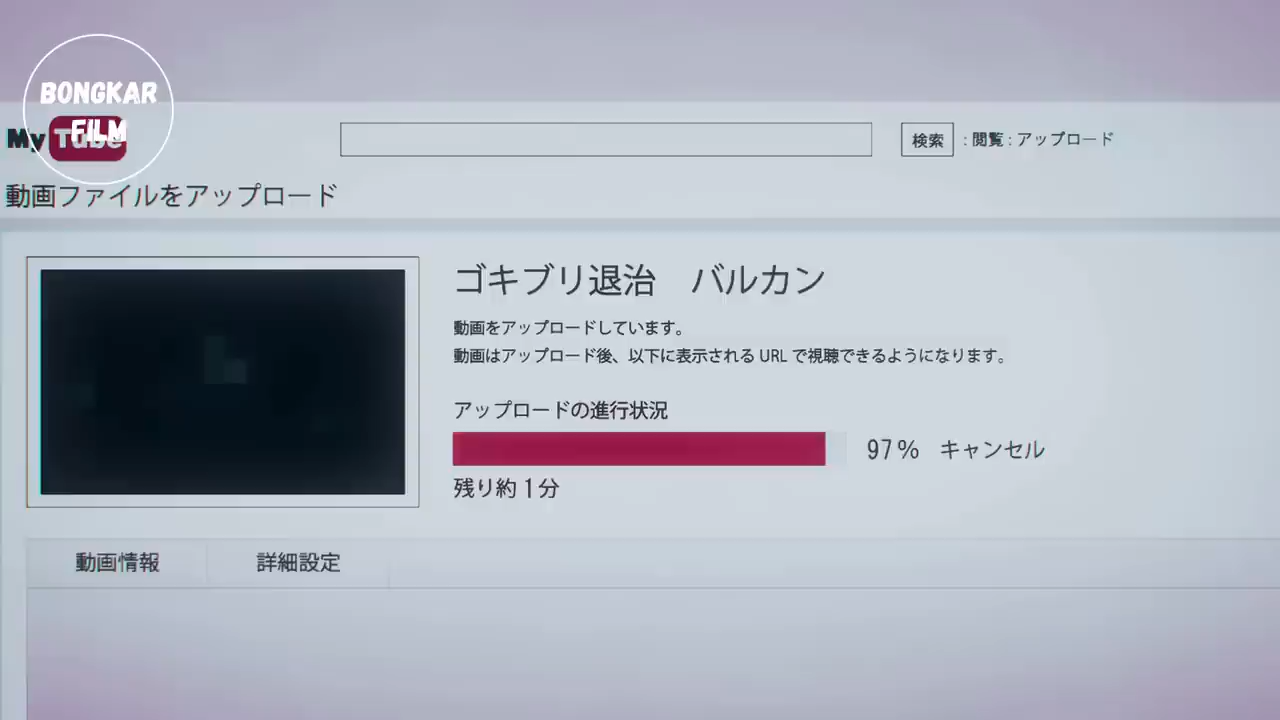 BONGKAR
FILM
My Tube
検索 : 閲覧 : アップロード
動画ファイルをアップロード
ゴキブリ退治　バルカン
動画をアップロードしています。
動画はアップロード後、以下に表示される URL で視聴できるようになります。
アップロードの進行状況
97% キャンセル
残り約 1 分
動画情報 詳細設定